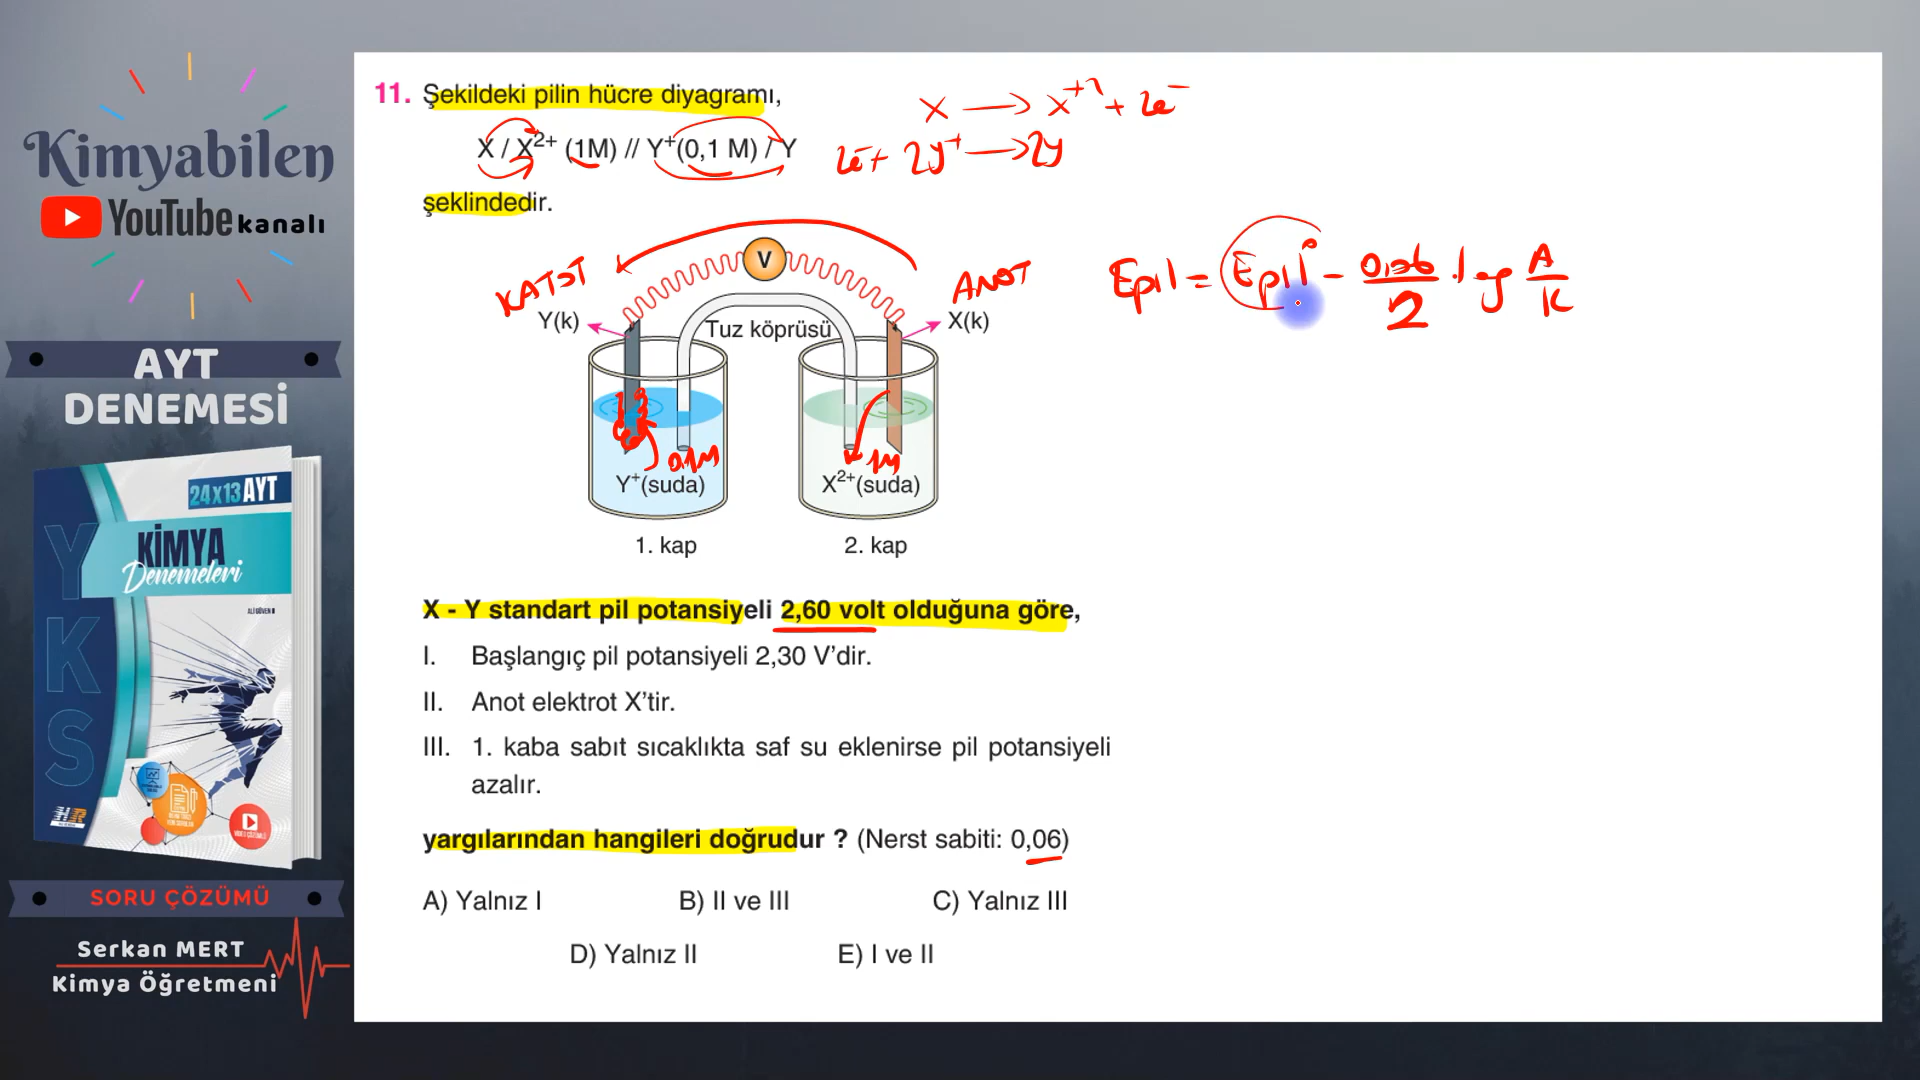 Kimyabilen
YouTube kanalı
AYT
DENEMESİ
24x13 AYT
KİMYA
Denemeleri
ALİ GÜVEN
YKS
SORU ÇÖZÜMÜ
Serkan MERT
Kimya Öğretmeni
11. Şekildeki pilin hücre diyagramı,
X / X²⁺ (1M) // Y⁺(0,1 M) / Y
şeklindedir.
X → X⁺² + 2e⁻
2e⁻ + 2y⁺ → 2y
Epil = Epil° - 0,06/2 . log A/K
KATOT
ANOT
V
Y(k)
Tuz köprüsü
X(k)
0,1M
1M
Y⁺(suda)
X²⁺(suda)
1. kap
2. kap
X - Y standart pil potansiyeli 2,60 volt olduğuna göre,
I. Başlangıç pil potansiyeli 2,30 V’dir.
II. Anot elektrot X’tir.
III. 1. kaba sabıt sıcaklıkta saf su eklenirse pil potansiyeli
azalır.
yargılarından hangileri doğrudur ? (Nerst sabiti: 0,06)
A) Yalnız I B) II ve III C) Yalnız III
D) Yalnız II E) I ve II